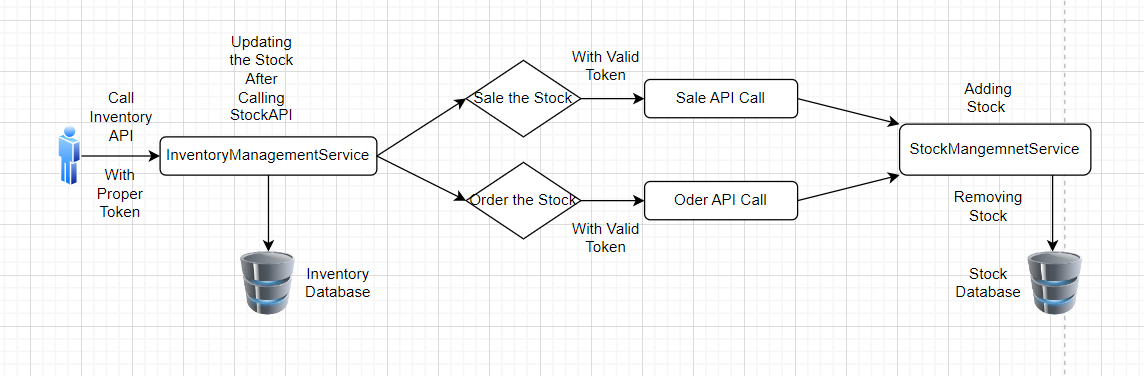 Updating
the Stock
After
Calling
StockAPI
Call
Inventory
API
With
Proper
Token
InventoryManagementService
Inventory
Database
Sale the Stock
With Valid
Token
Sale API Call
Order the Stock
With Valid
Token
Oder API Call
Adding
Stock
StockMangemnetService
Removing
Stock
Stock
Database